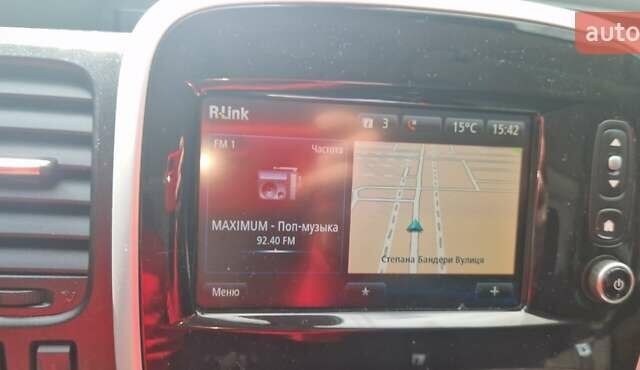 auto
R-Link
3
15°C
15:42
FM 1
Частота
MAXIMUM - Поп-музыка
92.40 FM
Степана Бандери Вулиця
Меню